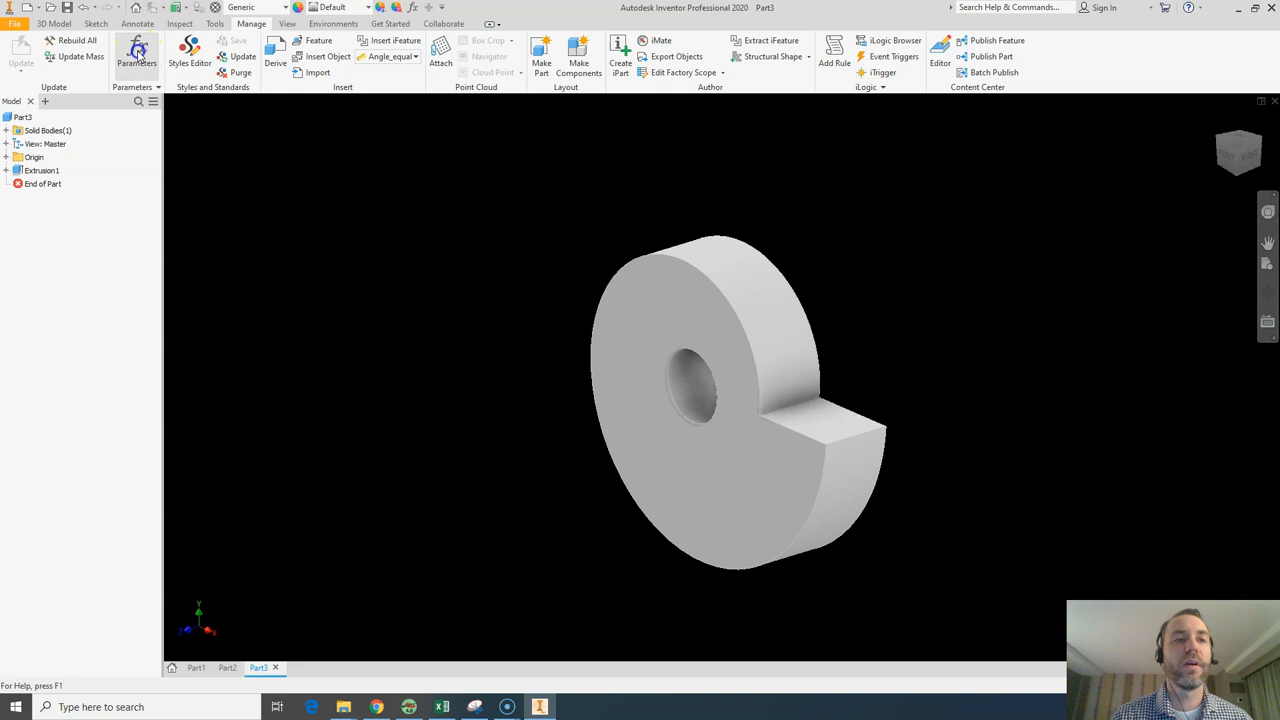 Generic
Default
Autodesk Inventor Professional 2020 Part3
Search Help & Commands...
Sign In
File
3D Model
Sketch
Annotate
Inspect
Tools
Manage
View
Environments
Get Started
Collaborate
Update
Rebuild All
Update Mass
Update
Parameters
Parameters
Styles Editor
Save
Update
Purge
Styles and Standards
Derive
Feature
Insert Object
Import
Insert iFeature
Angle_equal
Insert
Attach
Box Crop
Navigator
Cloud Point
Point Cloud
Make Part
Make Components
Layout
Create iPart
iMate
Export Objects
Edit Factory Scope
Extract iFeature
Structural Shape
Author
Add Rule
iLogic Browser
Event Triggers
iTrigger
iLogic
Editor
Publish Feature
Publish Part
Batch Publish
Content Center
Model
Part3
Solid Bodies(1)
View: Master
Origin
Extrusion1
End of Part
Y
Z
X
Part1
Part2
Part3
For Help, press F1
Type here to search